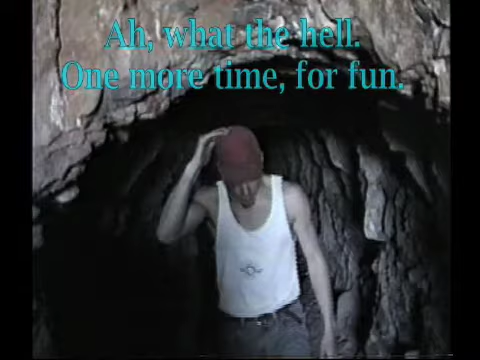 Ah, what the hell.
One more time, for fun.